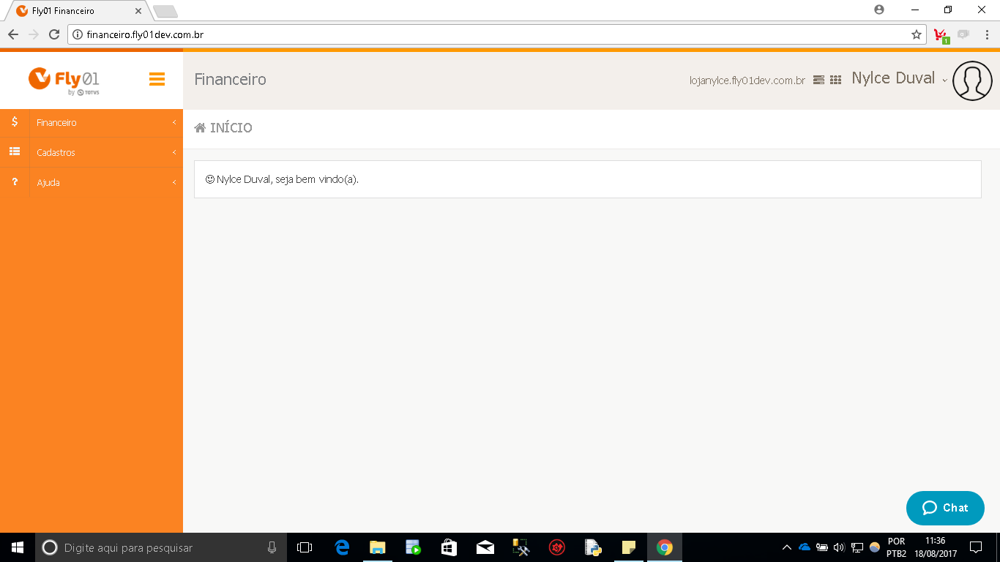 Fly01 Financeiro
financeiro.fly01dev.com.br
1
Fly01
by TOTVS
Financeiro
lojanylce.fly01dev.com.br
Nylce Duval
Financeiro
Cadastros
Ajuda
INÍCIO
Nylce Duval, seja bem vindo(a).
Chat
Digite aqui para pesquisar
POR
PTB2
11:36
18/08/2017